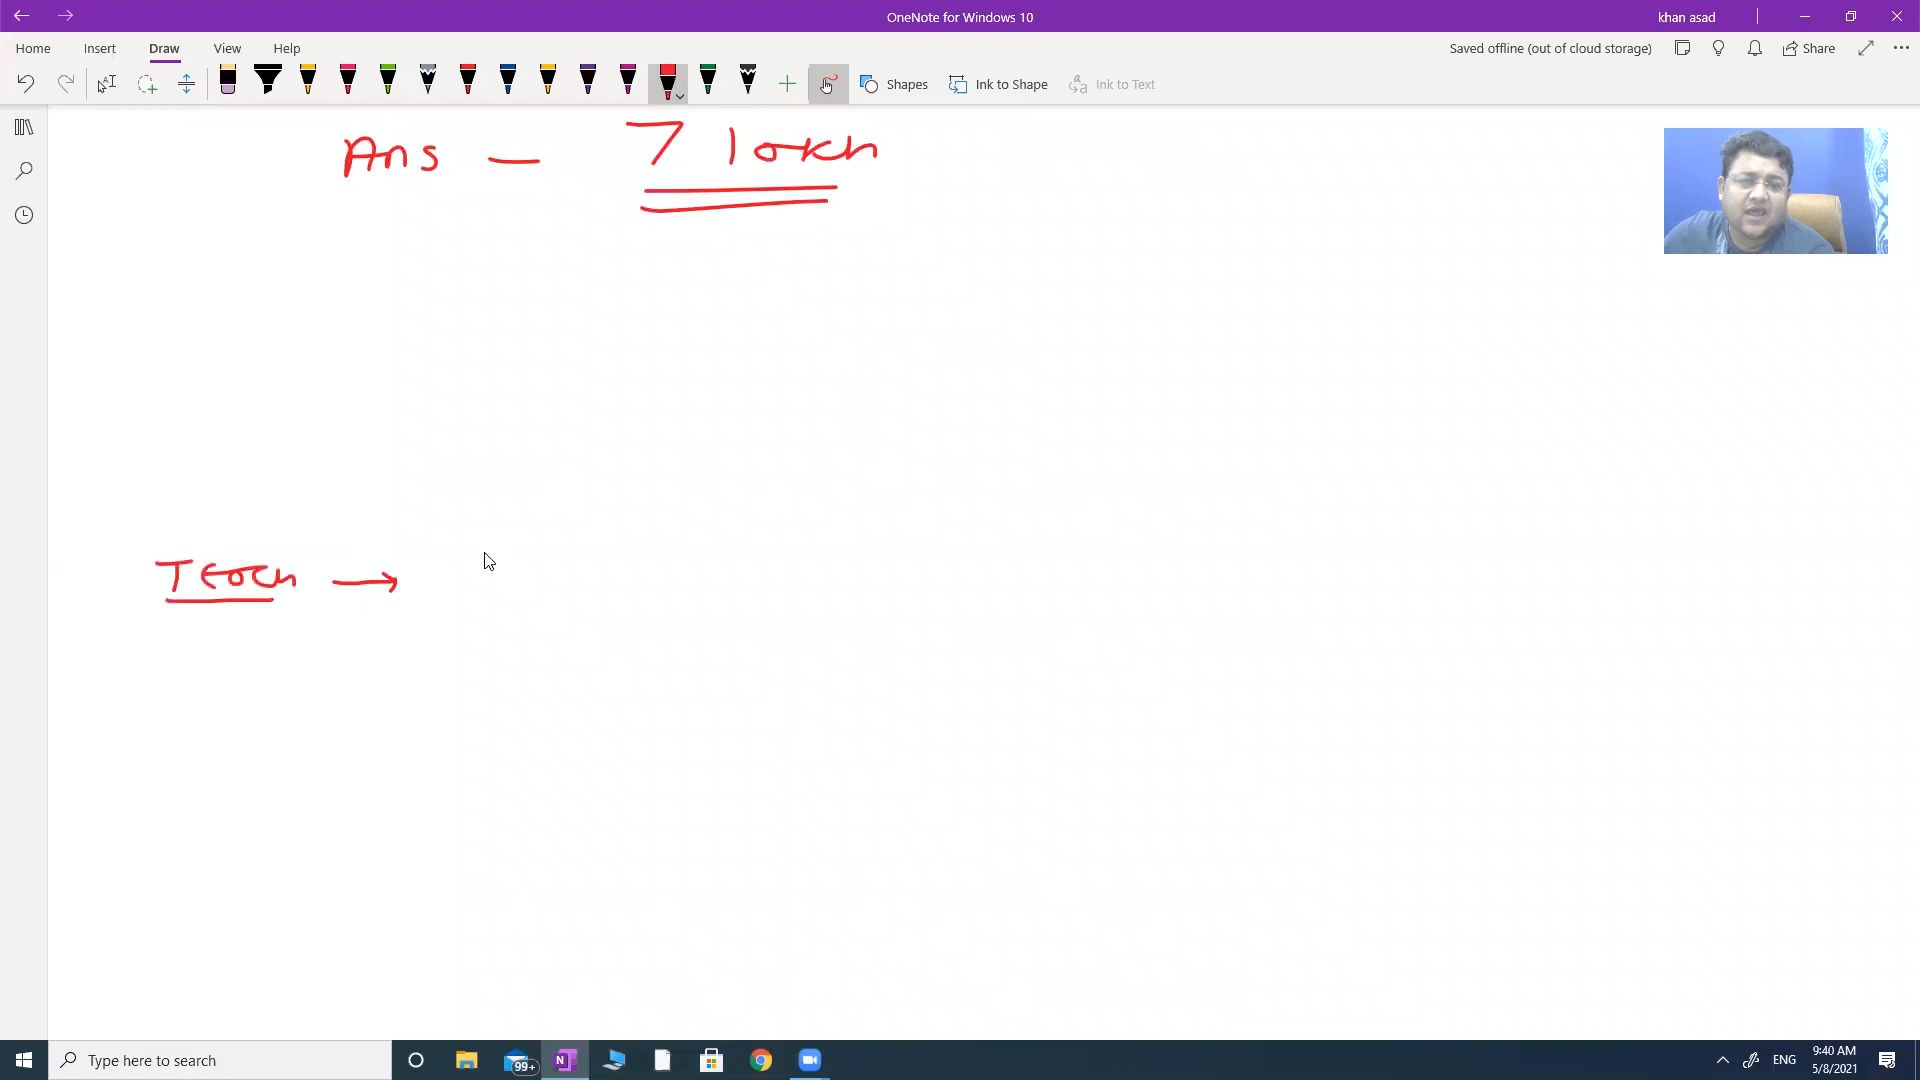 OneNote for Windows 10
khan asad
Home Insert Draw View Help
Saved offline (out of cloud storage)
Share
Shapes
Ink to Shape
Ink to Text
Ans — 7 lakh
Teach →
Type here to search
99+
N
ENG
9:40 AM
5/8/2021